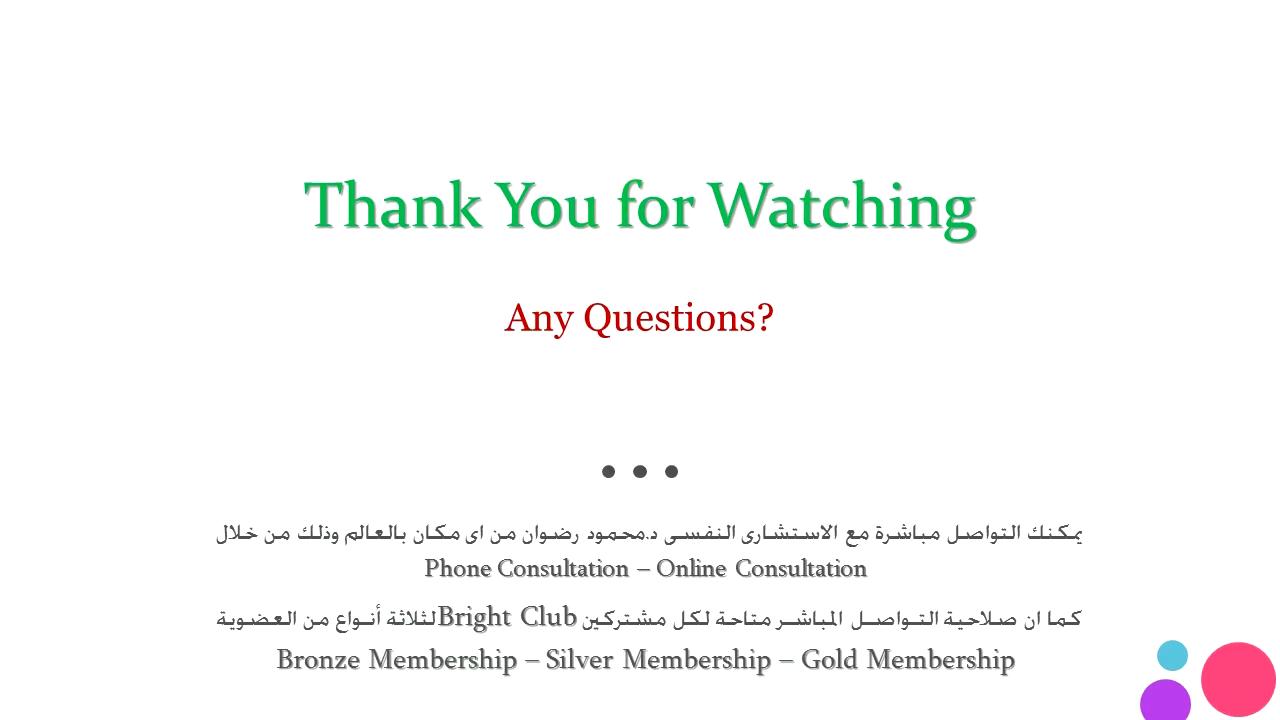 Thank You for Watching
Any Questions?
يمكنك التواصل مباشرة مع الاستشارى النفسى د.محمود رضوان من اى مكان بالعالم وذلك من خلال
Phone Consultation – Online Consultation
كما ان صلاحية التواصل المباشر متاحة لكل مشتركين Bright Club لثلاثة أنواع من العضوية
Bronze Membership – Silver Membership – Gold Membership